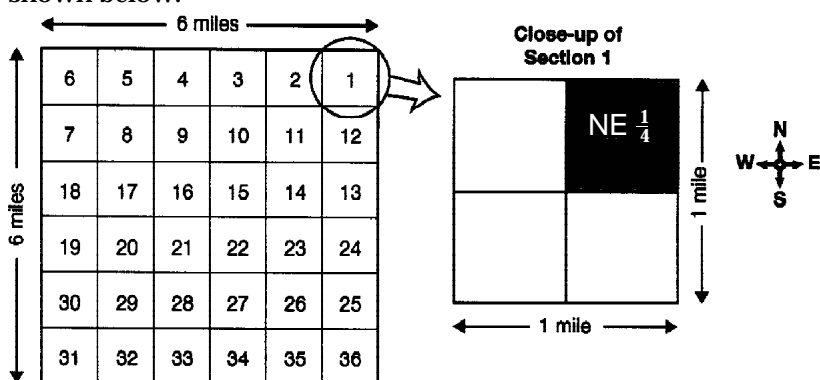 6 miles
Close-up of
Section 1
6 5 4 3 2 1
7 8 9 10 11 12
18 17 16 15 14 13
19 20 21 22 23 24
30 29 28 27 26 25
31 32 33 34 35 36
6 miles
NE 1/4
1 mile
1 mile
N
W E
S